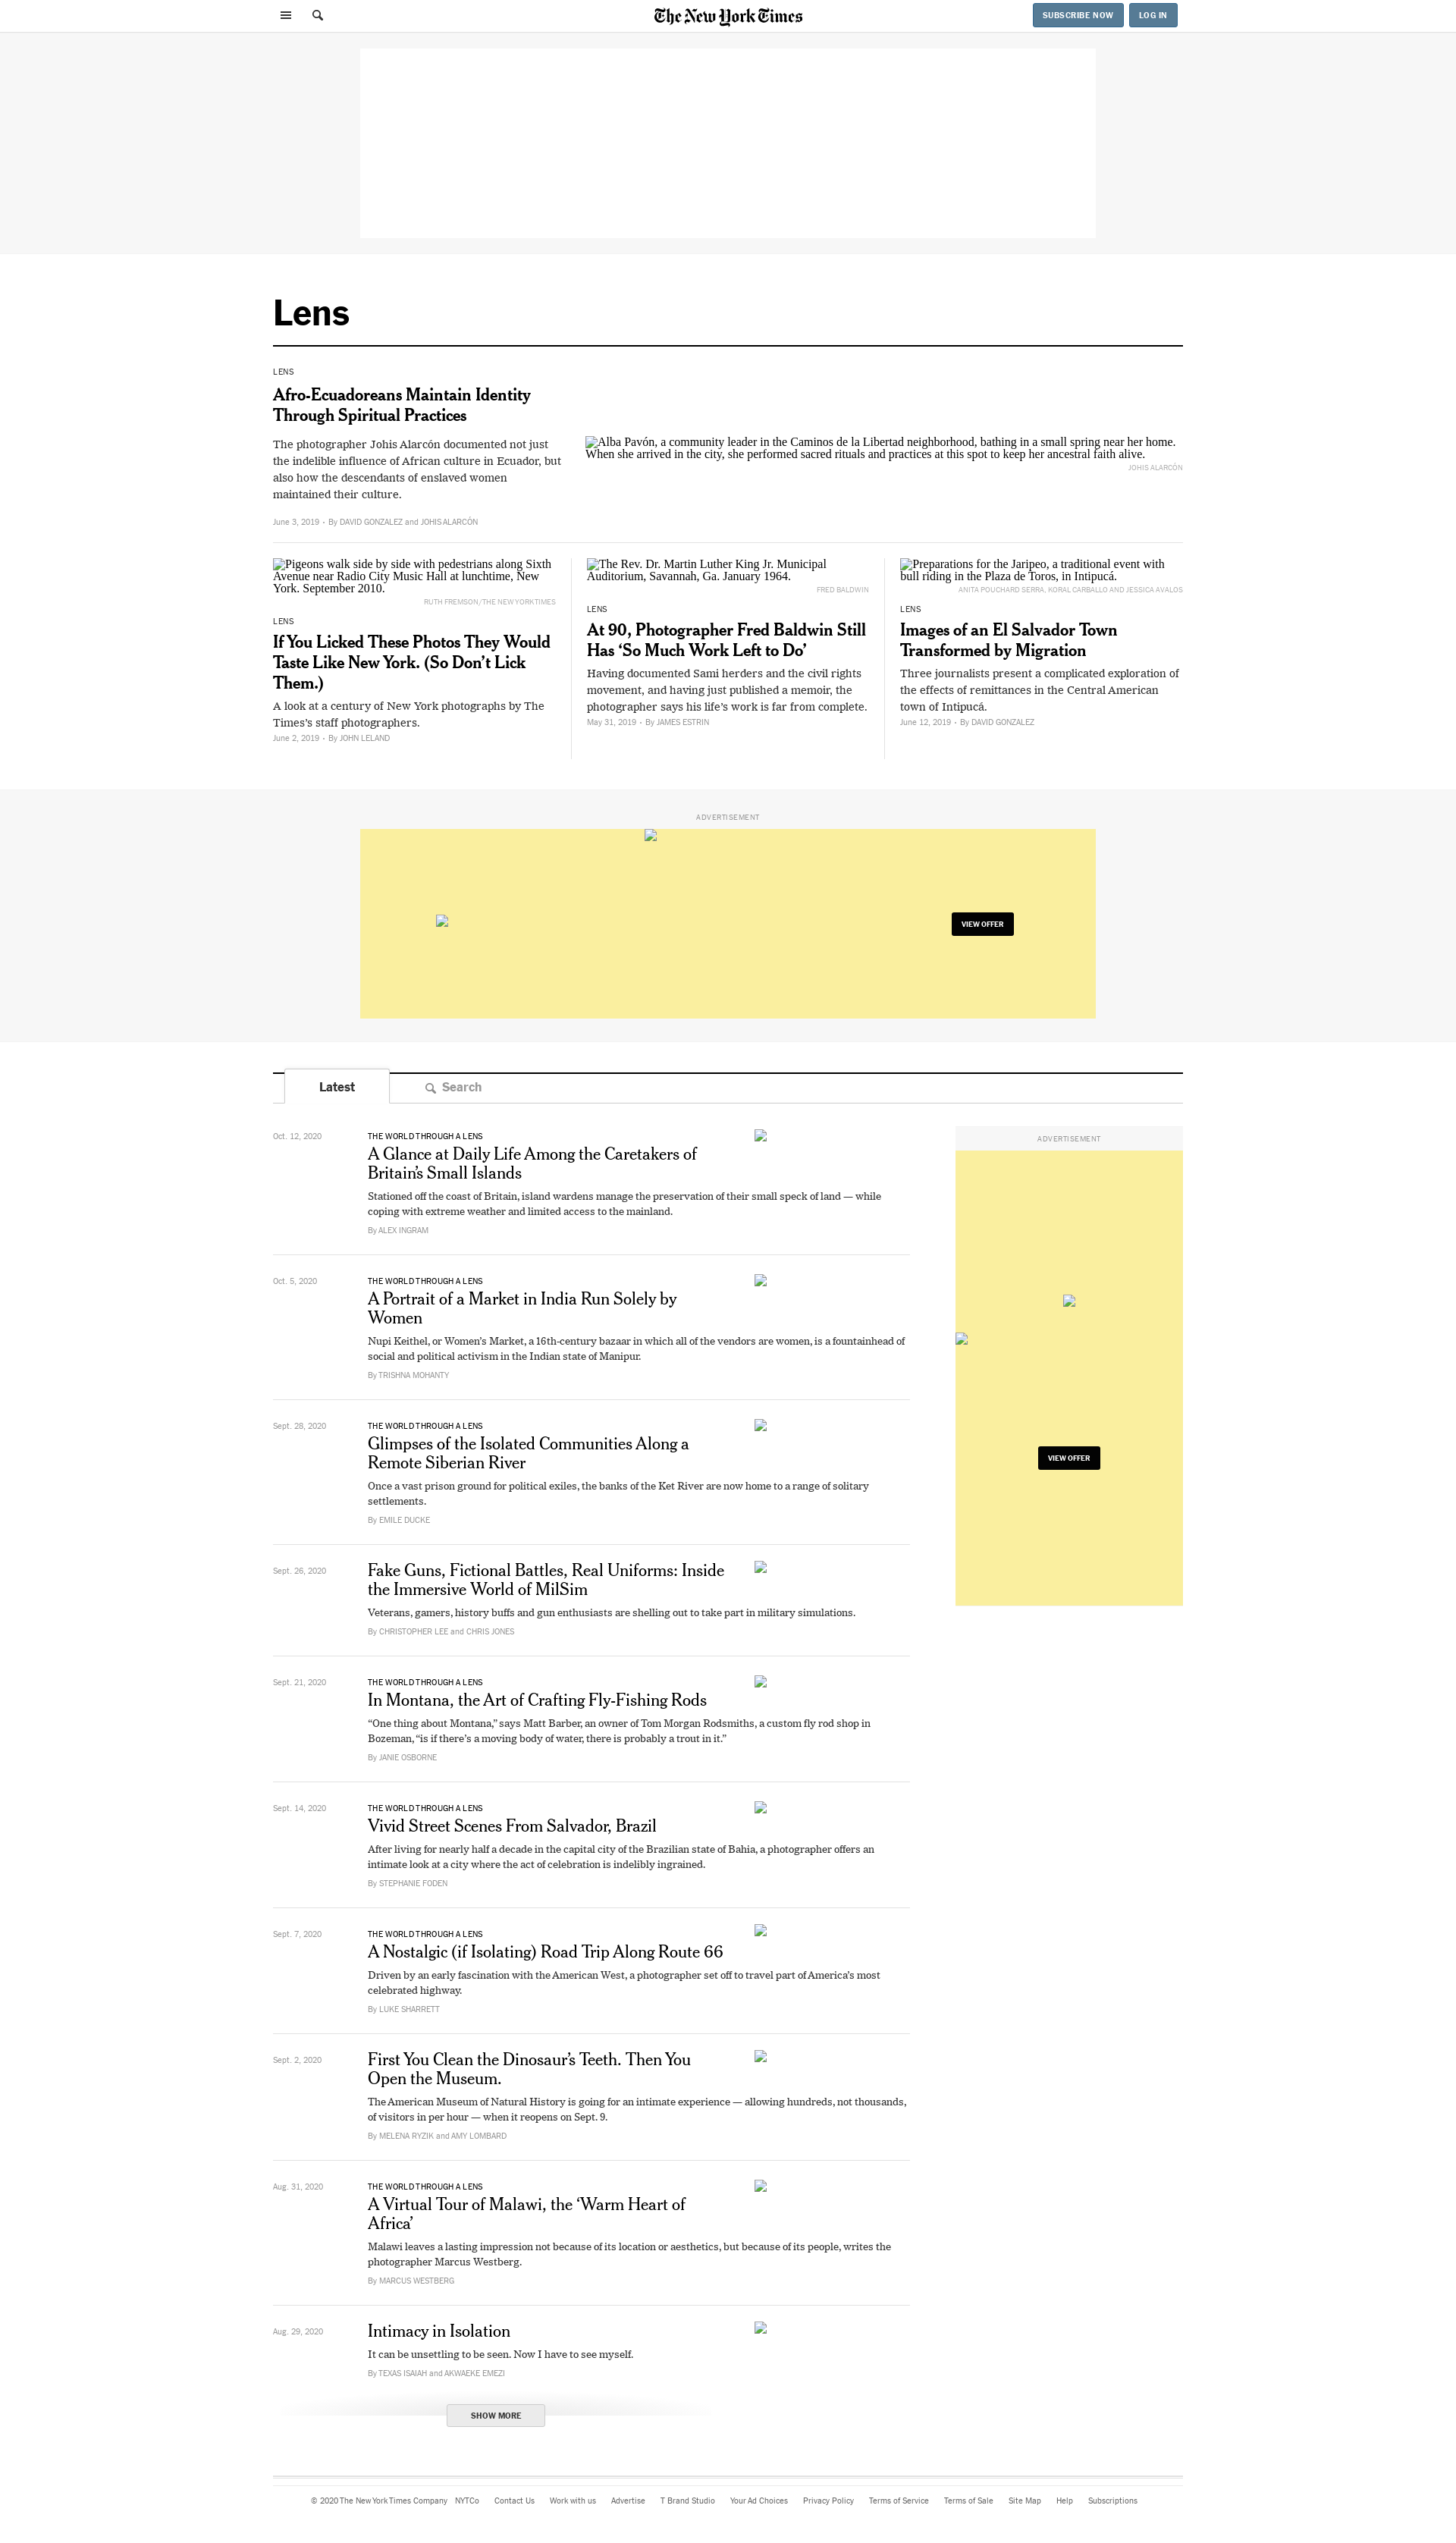 The New York Times
SUBSCRIBE NOW
LOG IN
Lens
LENS
Afro-Ecuadoreans Maintain Identity
Through Spiritual Practices
The photographer Johis Alarcón documented not just
the indelible influence of African culture in Ecuador, but
also how the descendants of enslaved women
maintained their culture.
June 3, 2019 • By DAVID GONZALEZ and JOHIS ALARCÓN
Alba Pavón, a community leader in the Caminos de la Libertad neighborhood, bathing in a small spring near her home.
When she arrived in the city, she performed sacred rituals and practices at this spot to keep her ancestral faith alive.
JOHIS ALARCÓN
Pigeons walk side by side with pedestrians along Sixth
Avenue near Radio City Music Hall at lunchtime, New
York. September 2010.
RUTH FREMSON/THE NEW YORK TIMES
LENS
If You Licked These Photos They Would
Taste Like New York. (So Don’t Lick
Them.)
A look at a century of New York photographs by The
Times’s staff photographers.
June 2, 2019 • By JOHN LELAND
The Rev. Dr. Martin Luther King Jr. Municipal
Auditorium, Savannah, Ga. January 1964.
FRED BALDWIN
LENS
At 90, Photographer Fred Baldwin Still
Has ‘So Much Work Left to Do’
Having documented Sami herders and the civil rights
movement, and having just published a memoir, the
photographer says his life’s work is far from complete.
May 31, 2019 • By JAMES ESTRIN
Preparations for the Jaripeo, a traditional event with
bull riding in the Plaza de Toros, in Intipucá.
ANITA POUCHARD SERRA, KORAL CARBALLO AND JESSICA AVALOS
LENS
Images of an El Salvador Town
Transformed by Migration
Three journalists present a complicated exploration of
the effects of remittances in the Central American
town of Intipucá.
June 12, 2019 • By DAVID GONZALEZ
ADVERTISEMENT
VIEW OFFER
Latest
Search
Oct. 12, 2020
THE WORLD THROUGH A LENS
A Glance at Daily Life Among the Caretakers of
Britain’s Small Islands
Stationed off the coast of Britain, island wardens manage the preservation of their small speck of land — while
coping with extreme weather and limited access to the mainland.
By ALEX INGRAM
Oct. 5, 2020
THE WORLD THROUGH A LENS
A Portrait of a Market in India Run Solely by
Women
Nupi Keithel, or Women’s Market, a 16th-century bazaar in which all of the vendors are women, is a fountainhead of
social and political activism in the Indian state of Manipur.
By TRISHNA MOHANTY
Sept. 28, 2020
THE WORLD THROUGH A LENS
Glimpses of the Isolated Communities Along a
Remote Siberian River
Once a vast prison ground for political exiles, the banks of the Ket River are now home to a range of solitary
settlements.
By EMILE DUCKE
Sept. 26, 2020
Fake Guns, Fictional Battles, Real Uniforms: Inside
the Immersive World of MilSim
Veterans, gamers, history buffs and gun enthusiasts are shelling out to take part in military simulations.
By CHRISTOPHER LEE and CHRIS JONES
Sept. 21, 2020
THE WORLD THROUGH A LENS
In Montana, the Art of Crafting Fly-Fishing Rods
“One thing about Montana,” says Matt Barber, an owner of Tom Morgan Rodsmiths, a custom fly rod shop in
Bozeman, “is if there’s a moving body of water, there is probably a trout in it.”
By JANIE OSBORNE
Sept. 14, 2020
THE WORLD THROUGH A LENS
Vivid Street Scenes From Salvador, Brazil
After living for nearly half a decade in the capital city of the Brazilian state of Bahia, a photographer offers an
intimate look at a city where the act of celebration is indelibly ingrained.
By STEPHANIE FODEN
Sept. 7, 2020
THE WORLD THROUGH A LENS
A Nostalgic (if Isolating) Road Trip Along Route 66
Driven by an early fascination with the American West, a photographer set off to travel part of America’s most
celebrated highway.
By LUKE SHARRETT
Sept. 2, 2020
First You Clean the Dinosaur’s Teeth. Then You
Open the Museum.
The American Museum of Natural History is going for an intimate experience — allowing hundreds, not thousands,
of visitors in per hour — when it reopens on Sept. 9.
By MELENA RYZIK and AMY LOMBARD
Aug. 31, 2020
THE WORLD THROUGH A LENS
A Virtual Tour of Malawi, the ‘Warm Heart of
Africa’
Malawi leaves a lasting impression not because of its location or aesthetics, but because of its people, writes the
photographer Marcus Westberg.
By MARCUS WESTBERG
Aug. 29, 2020
Intimacy in Isolation
It can be unsettling to be seen. Now I have to see myself.
By TEXAS ISAIAH and AKWAEKE EMEZI
SHOW MORE
ADVERTISEMENT
VIEW OFFER
© 2020 The New York Times Company NYTCo Contact Us Work with us Advertise T Brand Studio Your Ad Choices Privacy Policy Terms of Service Terms of Sale Site Map Help Subscriptions